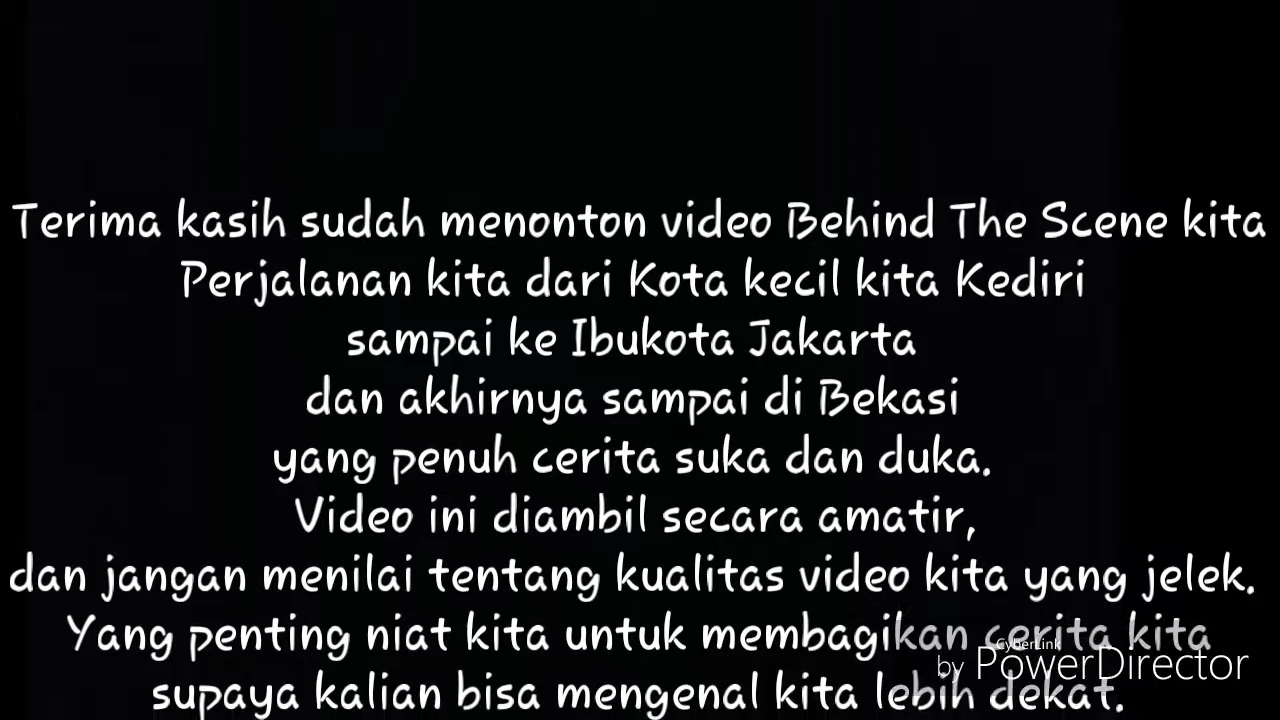 Terima kasih sudah menonton video Behind The Scene kita
Perjalanan kita dari Kota kecil kita Kediri
sampai ke Ibukota Jakarta
dan akhirnya sampai di Bekasi
yang penuh cerita suka dan duka.
Video ini diambil secara amatir,
dan jangan menilai tentang kualitas video kita yang jelek.
Yang penting niat kita untuk membagikan cerita kita
supaya kalian bisa mengenal kita lebih dekat.
CyberLink
by PowerDirector